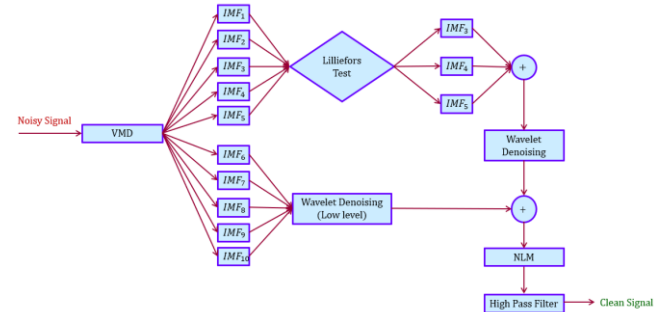 Noisy Signal
VMD
IMF₁
IMF₂
IMF₃
IMF₄
IMF₅
IMF₆
IMF₇
IMF₈
IMF₉
IMF₁₀
Lilliefors
Test
IMF₃
IMF₄
IMF₅
+
Wavelet
Denoising
Wavelet Denoising
(Low level)
+
NLM
High Pass Filter
Clean Signal